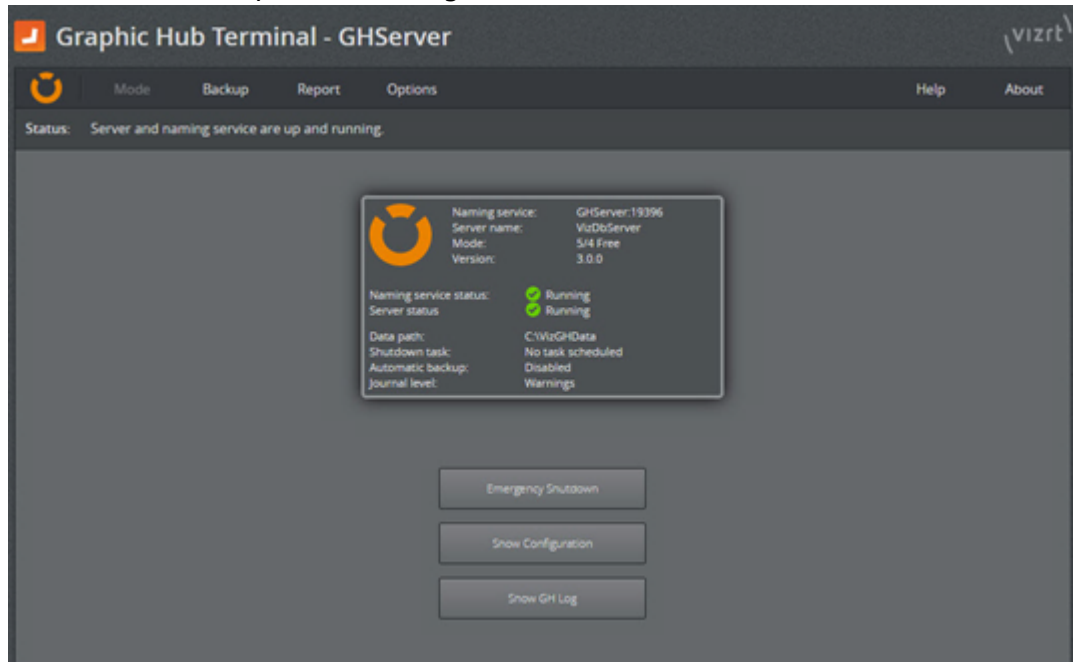 Graphic Hub Terminal - GHServer
vizrt
Mode Backup Report Options Help About
Status: Server and naming service are up and running.
Naming service: GHServer:19396
Server name: VizDbServer
Mode: 5/4 Free
Version: 3.0.0
Naming service status: Running
Server status Running
Data path: C:\VizGHData
Shutdown task: No task scheduled
Automatic backup: Disabled
Journal level: Warnings
Emergency Shutdown
Show Configuration
Show GH Log